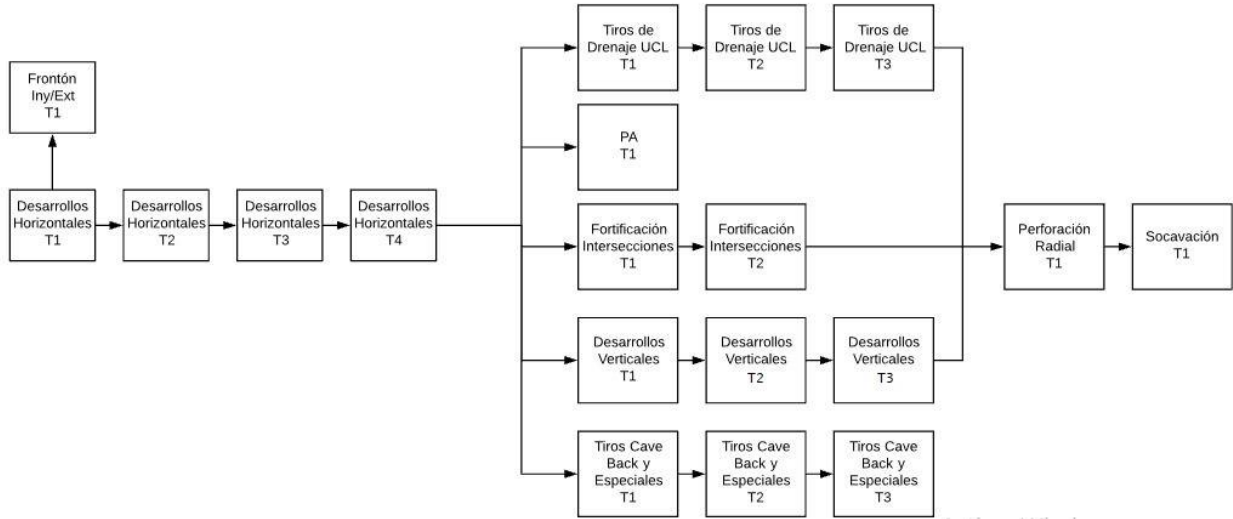 Tiros de
Drenaje UCL
T1
Tiros de
Drenaje UCL
T2
Tiros de
Drenaje UCL
T3
Frontón
Iny/Ext
T1
PA
T1
Desarrollos
Horizontales
T1
Desarrollos
Horizontales
T2
Desarrollos
Horizontales
T3
Desarrollos
Horizontales
T4
Fortificación
Intersecciones
T1
Fortificación
Intersecciones
T2
Perforación
Radial
T1
Socavación
T1
Desarrollos
Verticales
T1
Desarrollos
Verticales
T2
Desarrollos
Verticales
T3
Tiros Cave
Back y
Especiales
T1
Tiros Cave
Back y
Especiales
T2
Tiros Cave
Back y
Especiales
T3